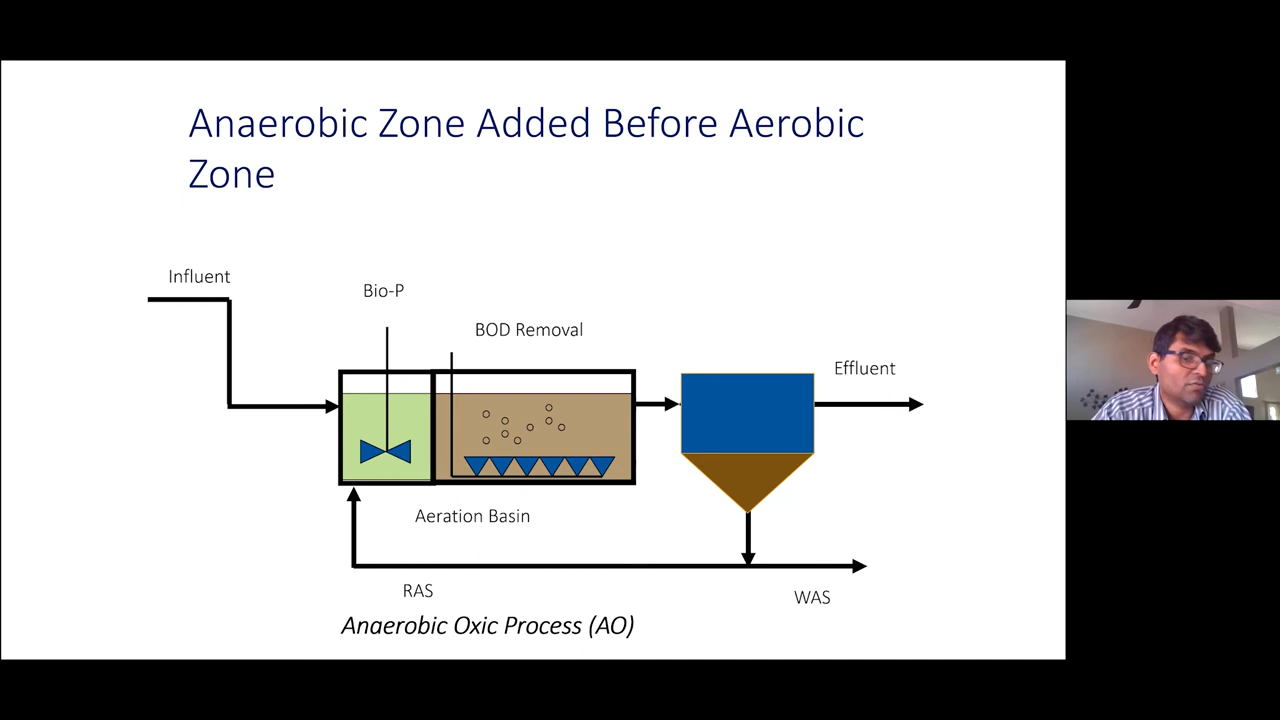 Anaerobic Zone Added Before Aerobic
Zone
Influent
Bio-P
BOD Removal
Effluent
Aeration Basin
RAS
WAS
Anaerobic Oxic Process (AO)